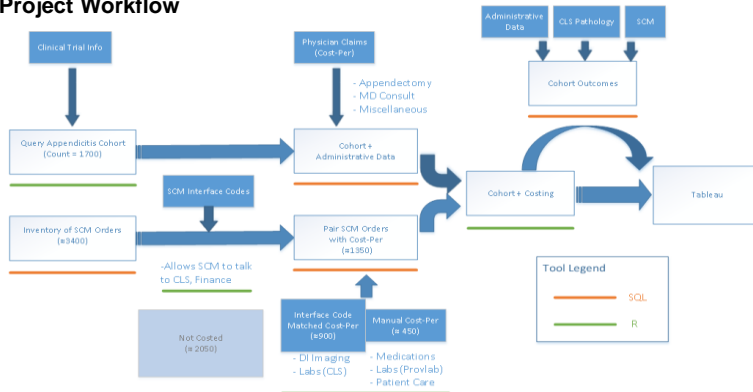 Project Workflow
Administrative
Data
CLS Pathology
SCM
Clinical Trial Info
Physician Claims
(Cost-Per)
- Appendectomy
- MD Consult
- Miscellaneous
Cohort Outcomes
Query Appendicitis Cohort
(Count = 1700)
Cohort +
Administrative Data
SCM Interface Codes
Cohort + Costing
Tableau
Inventory of SCM Orders
(≈3400)
Pair SCM Orders
with Cost-Per
(≈1350)
-Allows SCM to talk
to CLS, Finance
Tool Legend
SQL
R
Not Costed
(≈ 2050)
Interface Code
Matched Cost-Per
(≈900)
Manual Cost-Per
(≈ 450)
- DI Imaging
- Labs (CLS)
- Medications
- Labs (Provlab)
- Patient Care